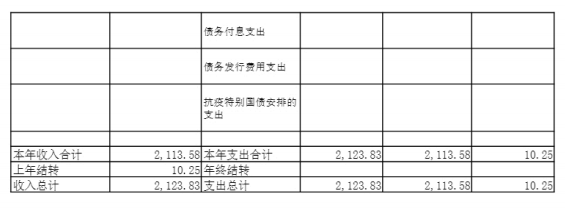 债务付息支出
债务发行费用支出
抗疫特别国债安排的
支出
本年收入合计 2,113.58 本年支出合计 2,123.83 2,113.58 10.25
上年结转 10.25 年终结转
收入总计 2,123.83 支出总计 2,123.83 2,113.58 10.25